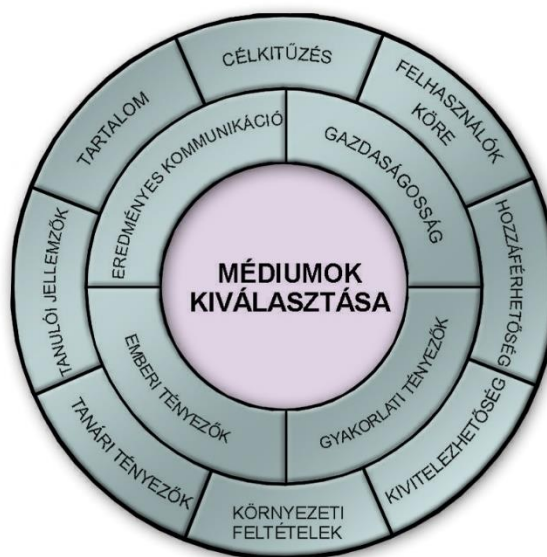 CÉLKITŰZÉS
FELHASZNÁLÓK
KÖRE
HOZZÁFÉRHETŐSÉG
KIVITELEZHETŐSÉG
KÖRNYEZETI
FELTÉTELEK
TANÁRI TÉNYEZŐK
TANULÓI JELLEMZŐK
TARTALOM
EREDMÉNYES KOMMUNIKÁCIÓ
GAZDASÁGOSSÁG
GYAKORLATI TÉNYEZŐK
EMBERI TÉNYEZŐK
MÉDIUMOK
KIVÁLASZTÁSA